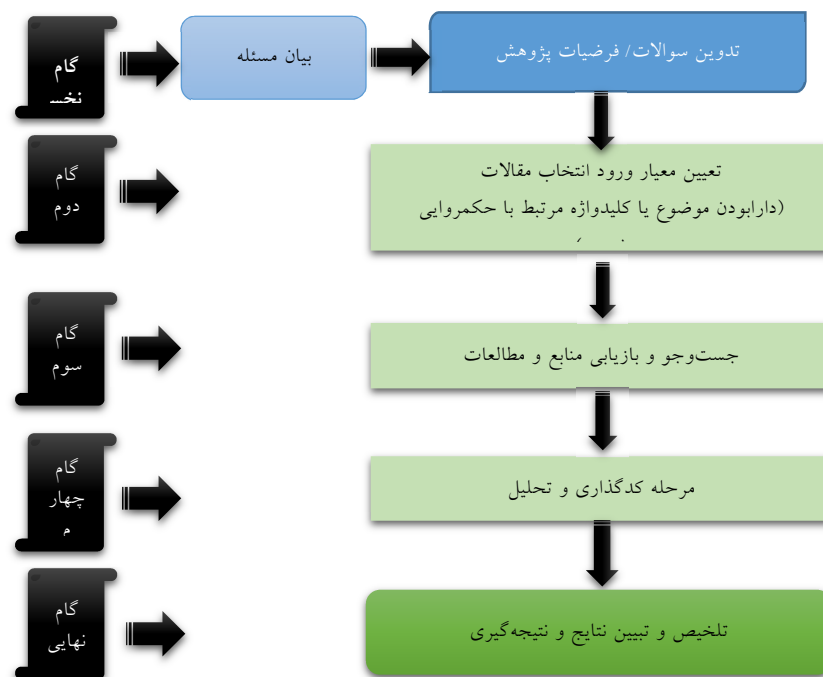 گام
نخس
بیان مسئله
تدوین سوالات/ فرضیات پژوهش
گام
دوم
تعیین معیار ورود انتخاب مقالات
(دارابودن موضوع یا کلیدواژه مرتبط با حکمروایی
گام
سوم
جست‌وجو و بازیابی منابع و مطالعات
گام
چهار
م
مرحله کدگذاری و تحلیل
گام
نهایی
تلخیص و تبیین نتایج و نتیجه‌گیری